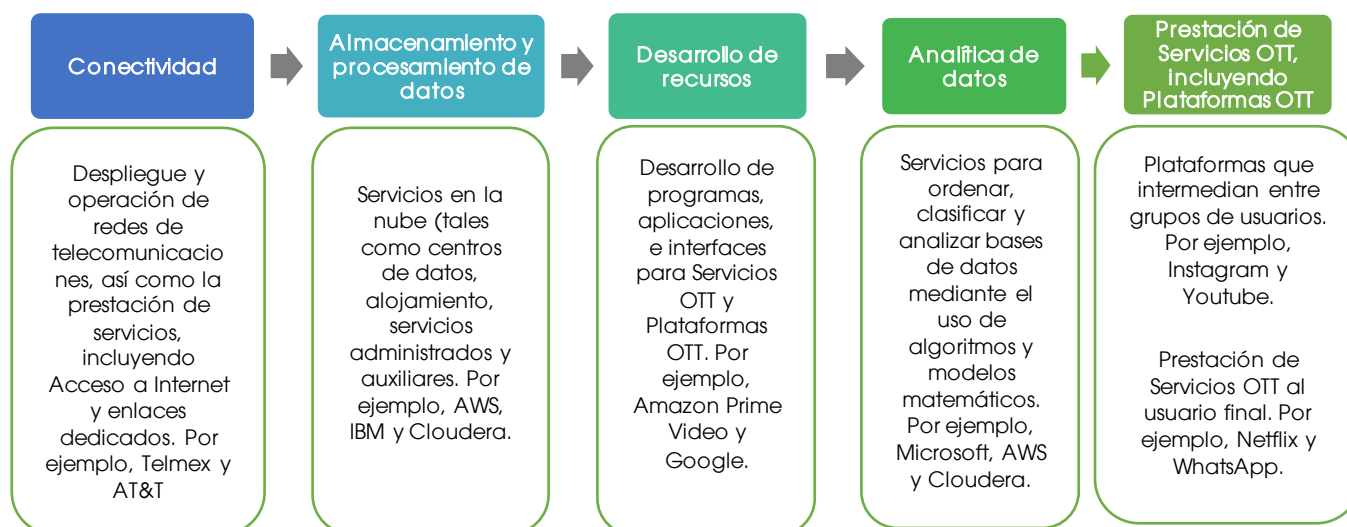 Conectividad
Despliegue y
operación de
redes de
telecomunicacio
nes, así como la
prestación de
servicios,
incluyendo
Acceso a Internet
y enlaces
dedicados. Por
ejemplo, Telmex y
AT&T
Almacenamiento y
procesamiento de
datos
Servicios en la
nube (tales
como centros
de datos,
alojamiento,
servicios
administrados y
auxiliares. Por
ejemplo, AWS,
IBM y Cloudera.
Desarrollo de
recursos
Desarrollo de
programas,
aplicaciones,
e interfaces
para Servicios
OTT y
Plataformas
OTT. Por
ejemplo,
Amazon Prime
Video y
Google.
Analítica de
datos
Servicios para
ordenar,
clasificar y
analizar bases
de datos
mediante el
uso de
algoritmos y
modelos
matemáticos.
Por ejemplo,
Microsoft, AWS
y Cloudera.
Prestación de
Servicios OTT,
incluyendo
Plataformas OTT
Plataformas que
intermedian entre
grupos de usuarios.
Por ejemplo,
Instagram y
Youtube.
Prestación de
Servicios OTT al
usuario final. Por
ejemplo, Netflix y
WhatsApp.